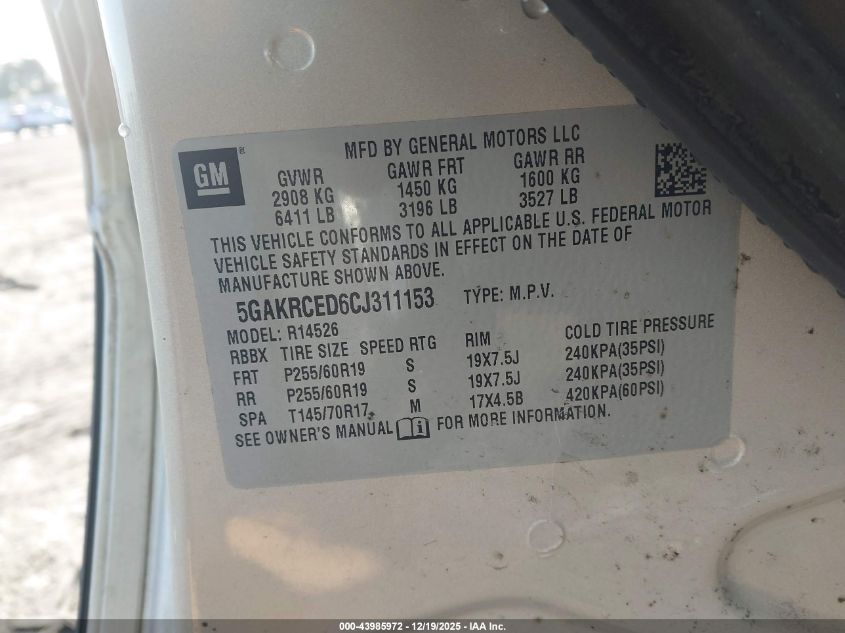 MFD BY GENERAL MOTORS LLC
GM®
GVWR GAWR FRT GAWR RR
2908 KG 1450 KG 1600 KG
6411 LB 3196 LB 3527 LB
THIS VEHICLE CONFORMS TO ALL APPLICABLE U.S. FEDERAL MOTOR
VEHICLE SAFETY STANDARDS IN EFFECT ON THE DATE OF
MANUFACTURE SHOWN ABOVE.
5GAKRCED6CJ311153 TYPE: M.P.V.
MODEL: R14526
RBBX TIRE SIZE SPEED RTG RIM COLD TIRE PRESSURE
FRT P255/60R19 S 19X7.5J 240KPA(35PSI)
RR P255/60R19 S 19X7.5J 240KPA(35PSI)
SPA T145/70R17 M 17X4.5B 420KPA(60PSI)
SEE OWNER'S MANUAL FOR MORE INFORMATION.
000-43985972 | 12/19/2025 - IAA Inc.